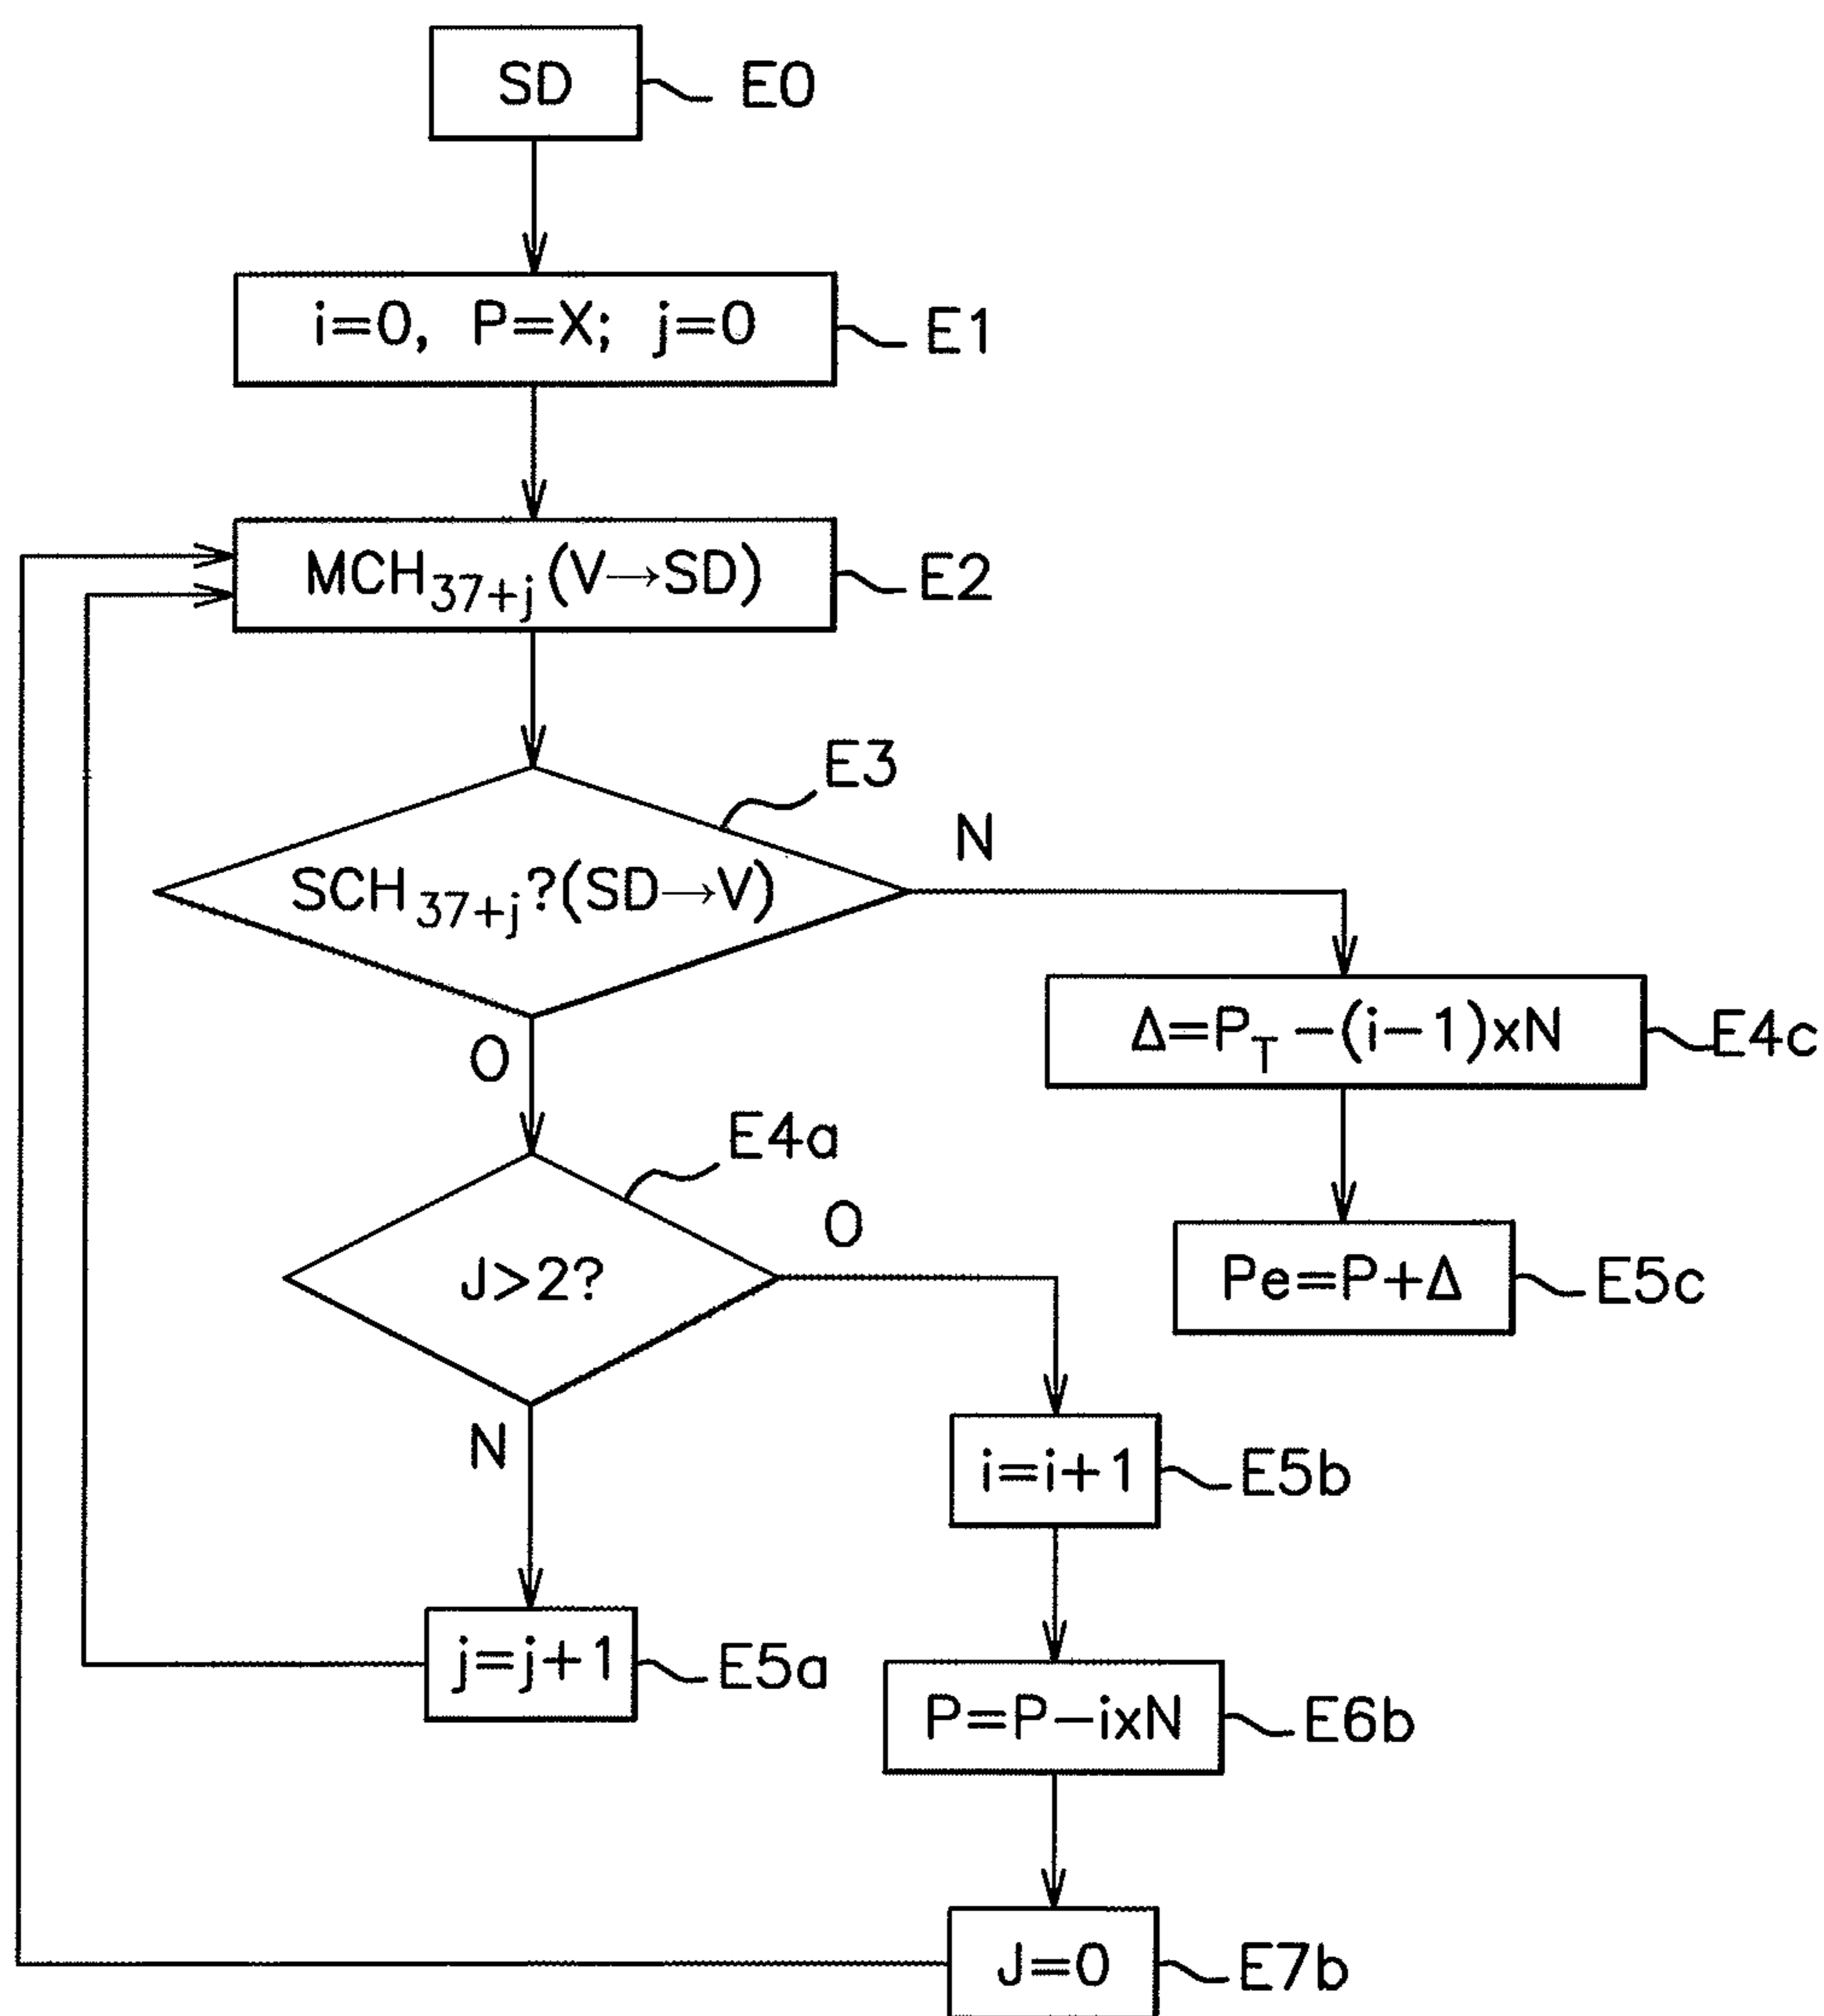 SD
E0
i=0, P=X; j=0
E1
MCH37+j(V→SD)
E2
E3
SCH37+j?(SD→V)
N
O
Δ=PT−(i−1)xN
E4c
E4a
J>2?
O
Pe=P+Δ
E5c
N
i=i+1
E5b
j=j+1
E5a
P=P−ixN
E6b
J=0
E7b